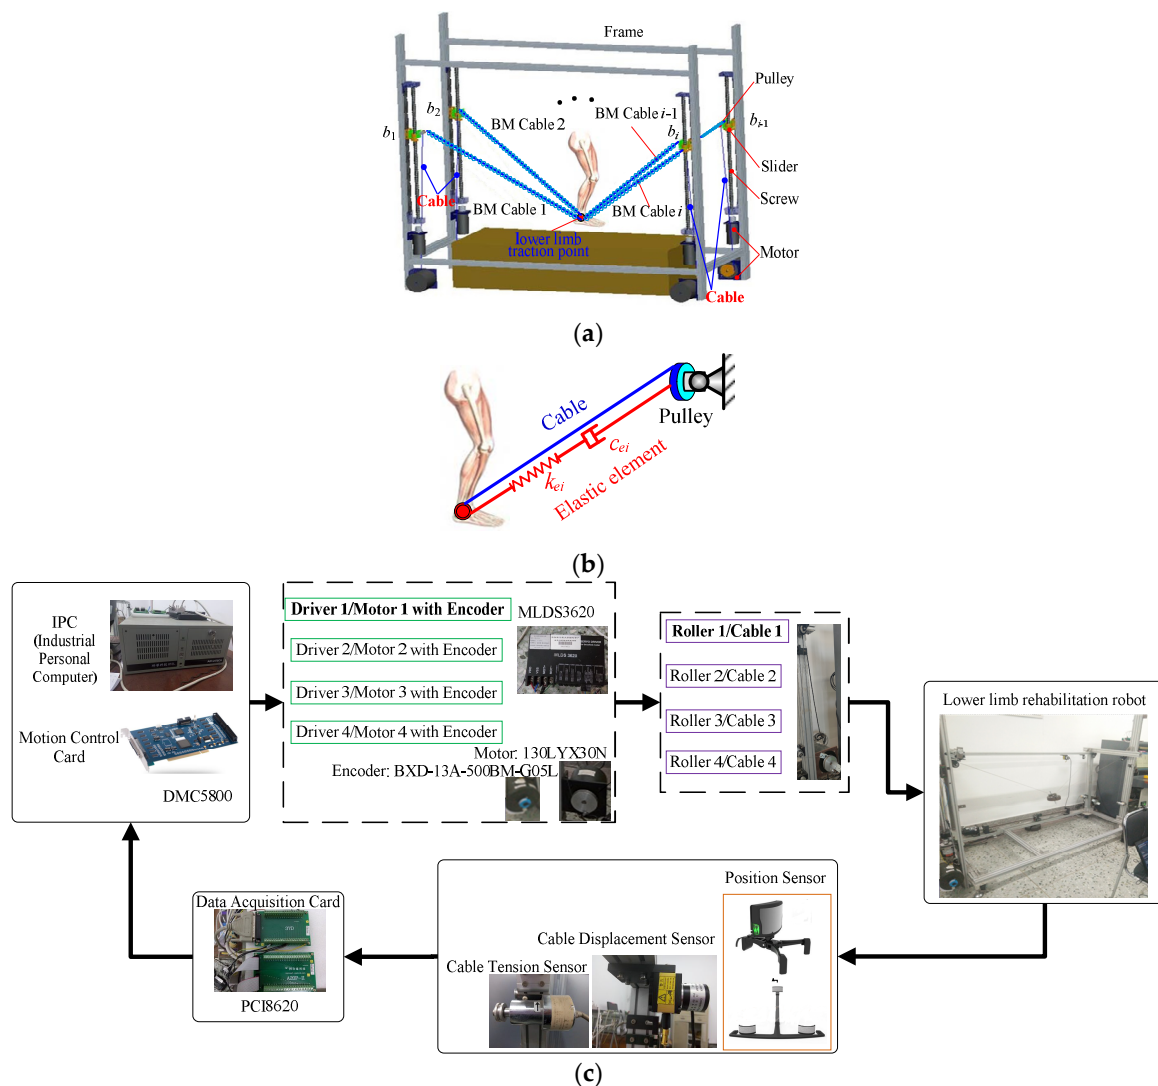 Frame
Pulley
b2
BM Cable 2
BM Cable i-1
b1
bi
bi-1
Slider
Cable
Screw
BM Cable 1
BM Cable i
lower limb
traction point
Motor
Cable
(a)
Cable
Pulley
cei
kei
Elastic element
(b)
IPC
(Industrial
Personal
Computer)
Motion Control
Card
DMC5800
Driver 1/Motor 1 with Encoder
MLDS3620
Driver 2/Motor 2 with Encoder
MLDS 3620
Driver 3/Motor 3 with Encoder
Driver 4/Motor 4 with Encoder
Motor: 130LYX30N
Encoder: BXD-13A-500BM-G05L
Roller 1/Cable 1
Roller 2/Cable 2
Roller 3/Cable 3
Roller 4/Cable 4
Lower limb rehabilitation robot
Position Sensor
Cable Displacement Sensor
Cable Tension Sensor
Data Acquisition Card
PCI8620
(c)